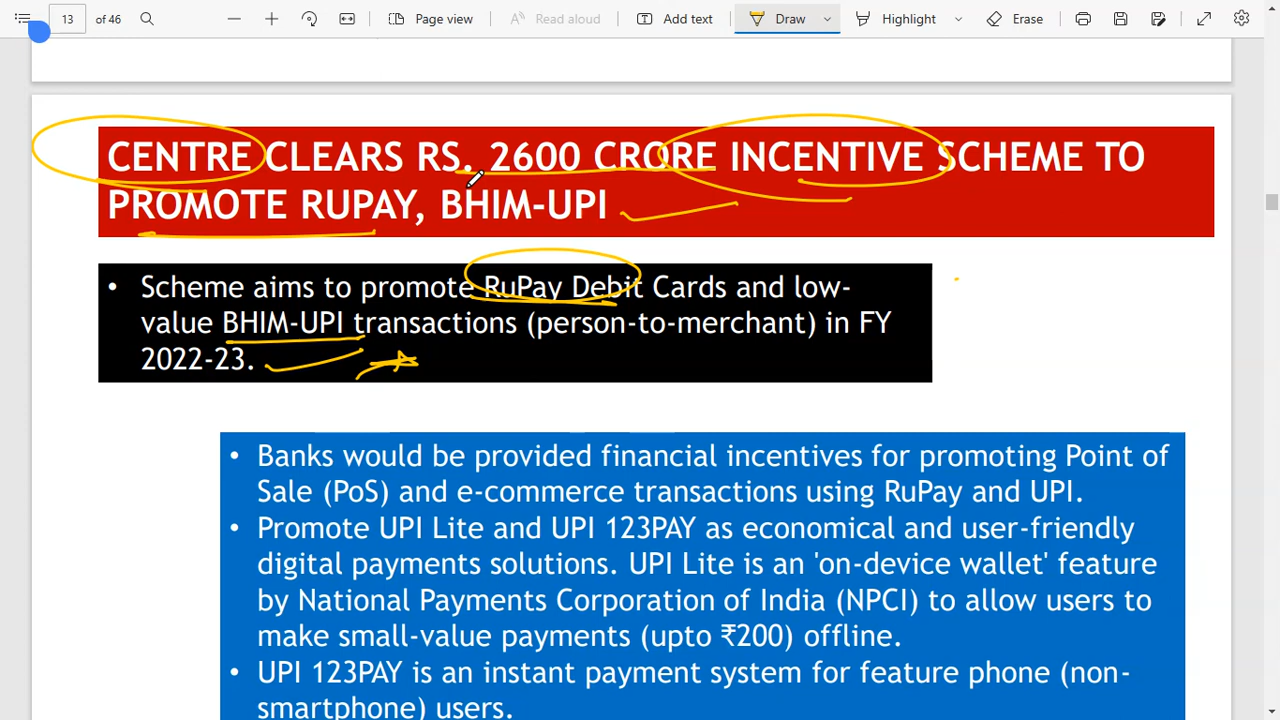 13 of 46 Page view Read aloud Add text Draw Highlight Erase
CENTRE CLEARS RS. 2600 CRORE INCENTIVE SCHEME TO
PROMOTE RUPAY, BHIM-UPI
• Scheme aims to promote RuPay Debit Cards and low-
value BHIM-UPI transactions (person-to-merchant) in FY
2022-23.
• Banks would be provided financial incentives for promoting Point of
Sale (PoS) and e-commerce transactions using RuPay and UPI.
• Promote UPI Lite and UPI 123PAY as economical and user-friendly
digital payments solutions. UPI Lite is an 'on-device wallet' feature
by National Payments Corporation of India (NPCI) to allow users to
make small-value payments (upto ₹200) offline.
• UPI 123PAY is an instant payment system for feature phone (non-
smartphone) users.